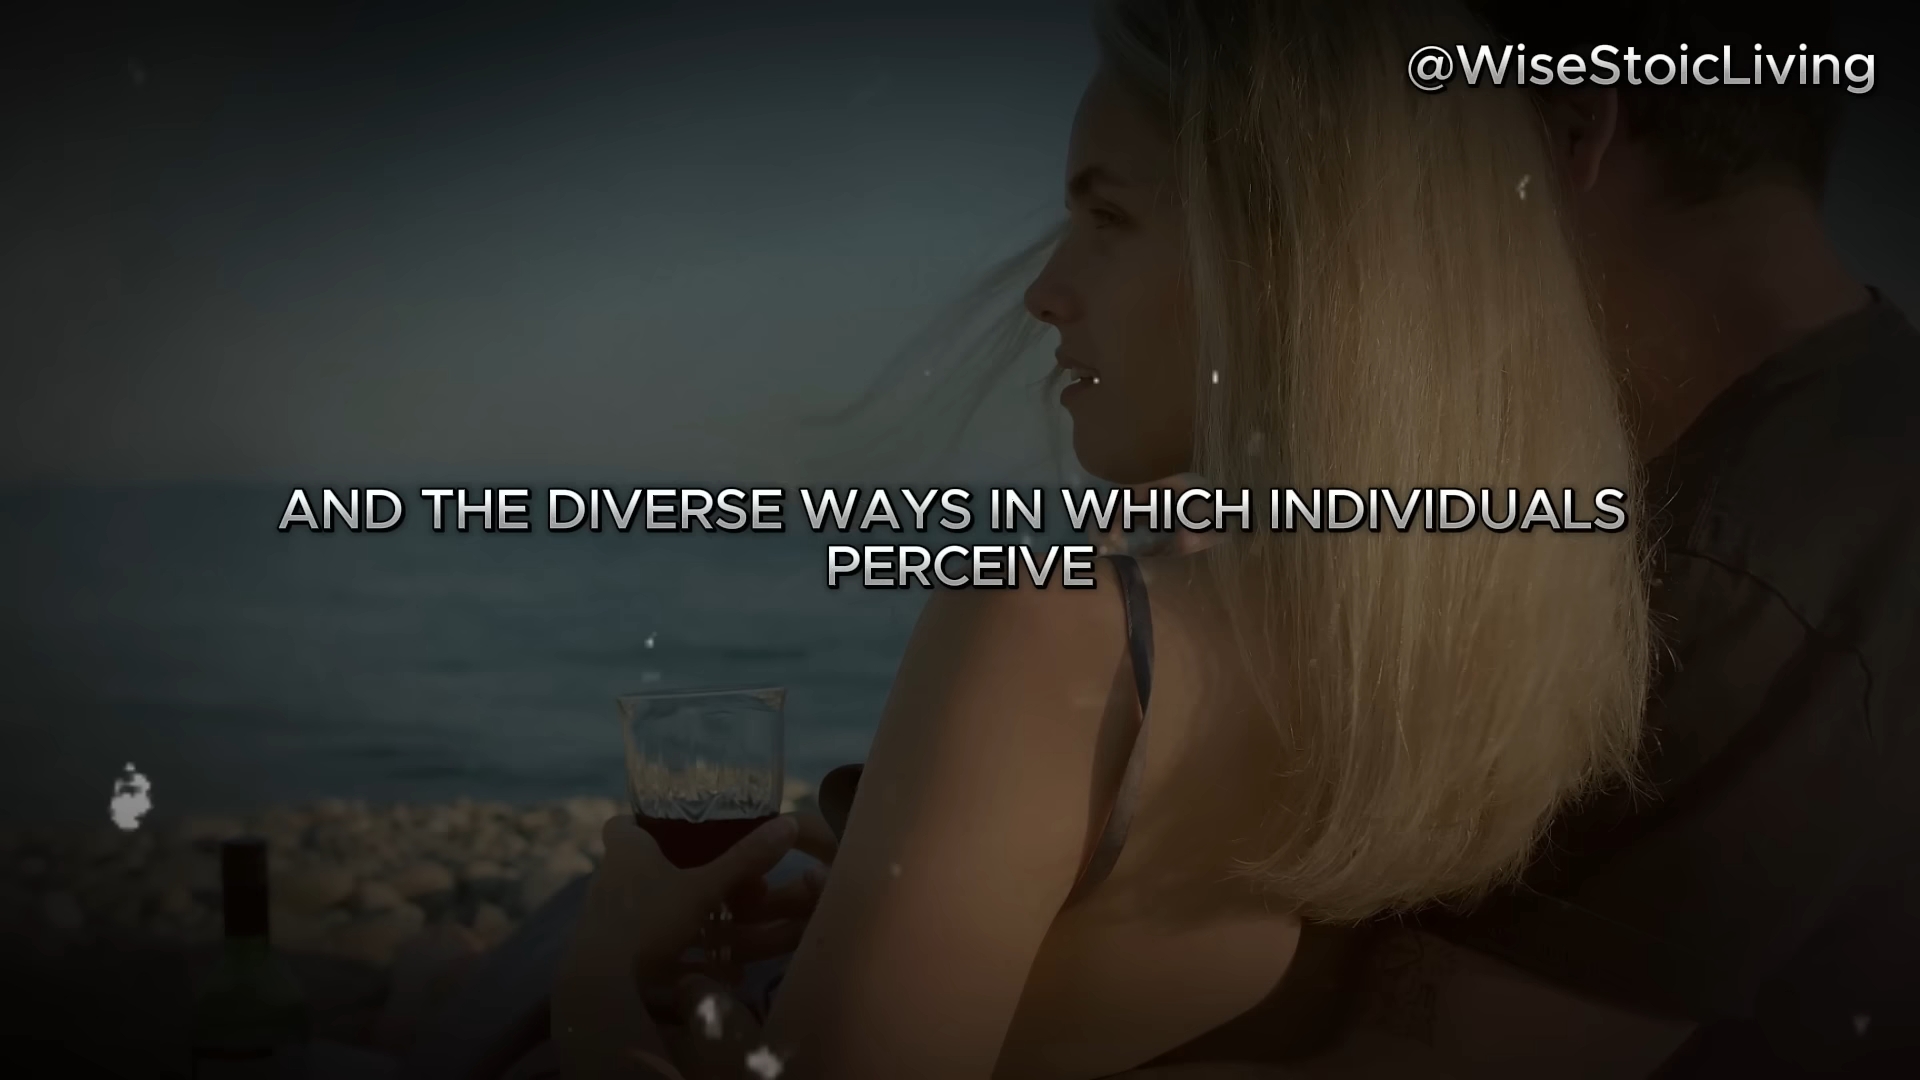 @WiseStoicLiving
AND THE DIVERSE WAYS IN WHICH INDIVIDUALS
PERCEIVE